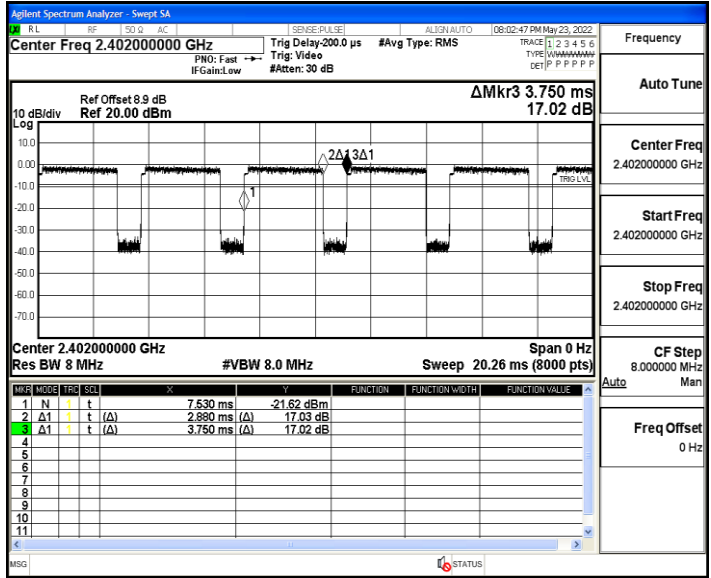 Agilent Spectrum Analyzer - Swept SA
RL RF 50 Ω AC SENSE:PULSE ALIGN AUTO 08:02:47 PM May 23, 2022
Center Freq 2.402000000 GHz
PNO: Fast
IFGain:Low
Trig Delay-200.0 µs
Trig: Video
#Atten: 30 dB
#Avg Type: RMS
TRACE 1 2 3 4 5 6
TYPE WWWWWW
DET P P P P P P
Ref Offset 8.9 dB
10 dB/div Ref 20.00 dBm
ΔMkr3 3.750 ms
17.02 dB
Log
10.0
0.00
-10.0
-20.0
-30.0
-40.0
-50.0
-60.0
-70.0
2Δ1 3Δ1
1
TRIG LVL
Center 2.402000000 GHz Span 0 Hz
Res BW 8 MHz #VBW 8.0 MHz Sweep 20.26 ms (8000 pts)
MKR MODE TRC SCL X Y FUNCTION FUNCTION WIDTH FUNCTION VALUE
1 N 1 t 7.530 ms -21.62 dBm
2 Δ1 1 t (Δ) 2.880 ms (Δ) 17.03 dB
3 Δ1 1 t (Δ) 3.750 ms (Δ) 17.02 dB
4
5
6
7
8
9
10
11
MSG STATUS
Frequency
Auto Tune
Center Freq
2.402000000 GHz
Start Freq
2.402000000 GHz
Stop Freq
2.402000000 GHz
CF Step
8.000000 MHz
Auto Man
Freq Offset
0 Hz